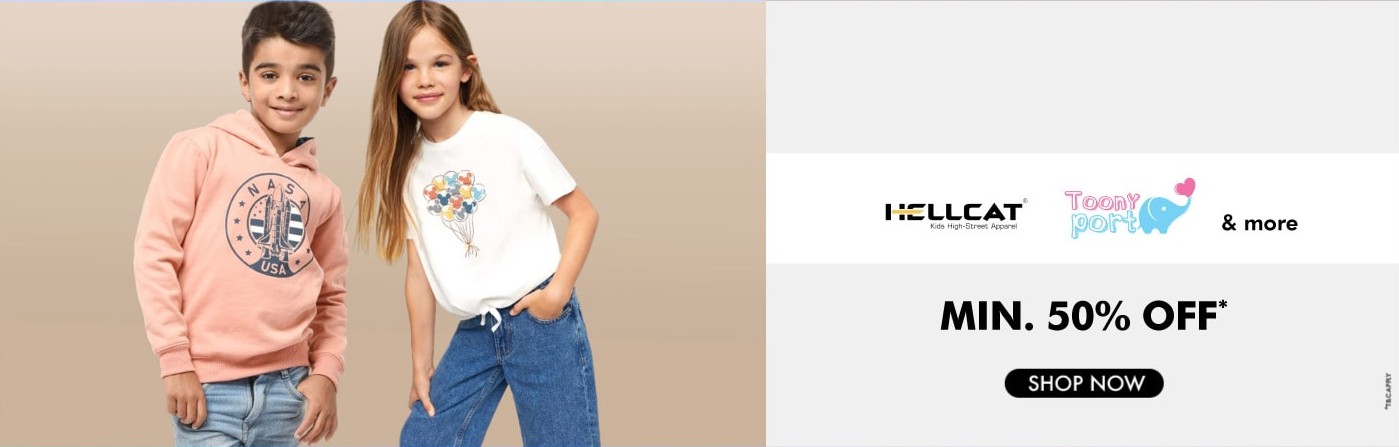 NASA
USA
HELLCAT®
Kids High-Street Apparel
Toony
port
& more
MIN. 50% OFF*
SHOP NOW
*T&C APPLY